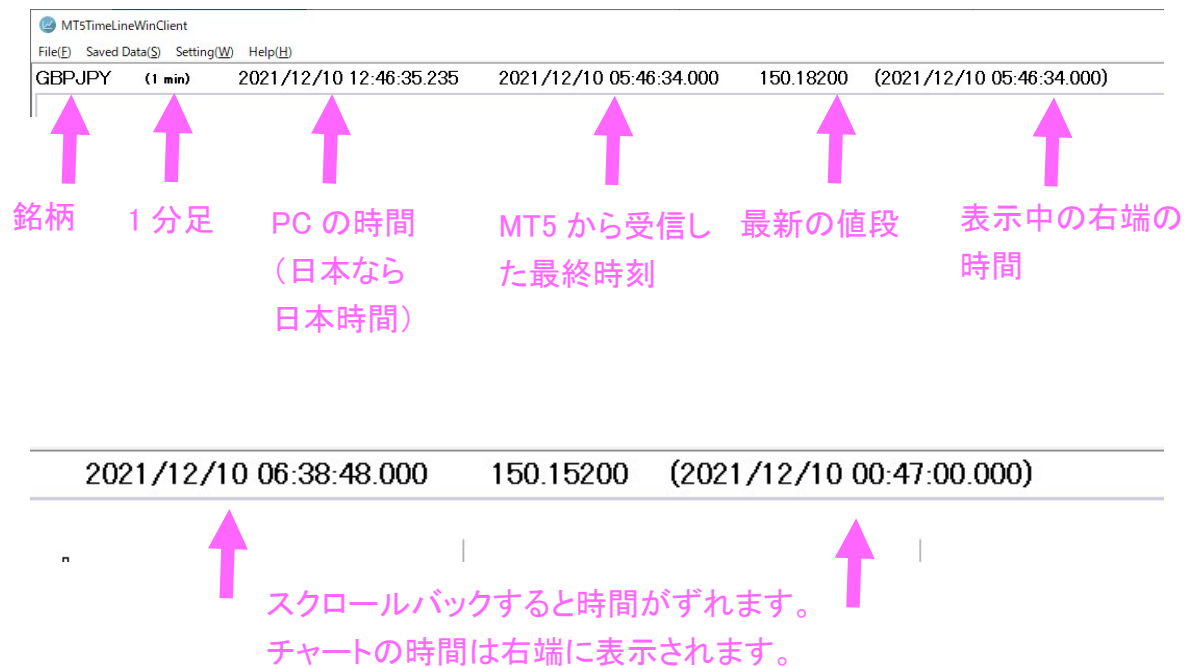 MT5TimeLineWinClient
File(F) Saved Data(S) Setting(W) Help(H)
GBPJPY (1 min) 2021/12/10 12:46:35.235 2021/12/10 05:46:34.000 150.18200 (2021/12/10 05:46:34.000)
銘柄
1 分足
PC の時間
（日本なら
日本時間）
MT5 から受信し
た最終時刻
最新の値段
表示中の右端の
時間
2021/12/10 06:38:48.000 150.15200 (2021/12/10 00:47:00.000)
スクロールバックすると時間がずれます。
チャートの時間は右端に表示されます。